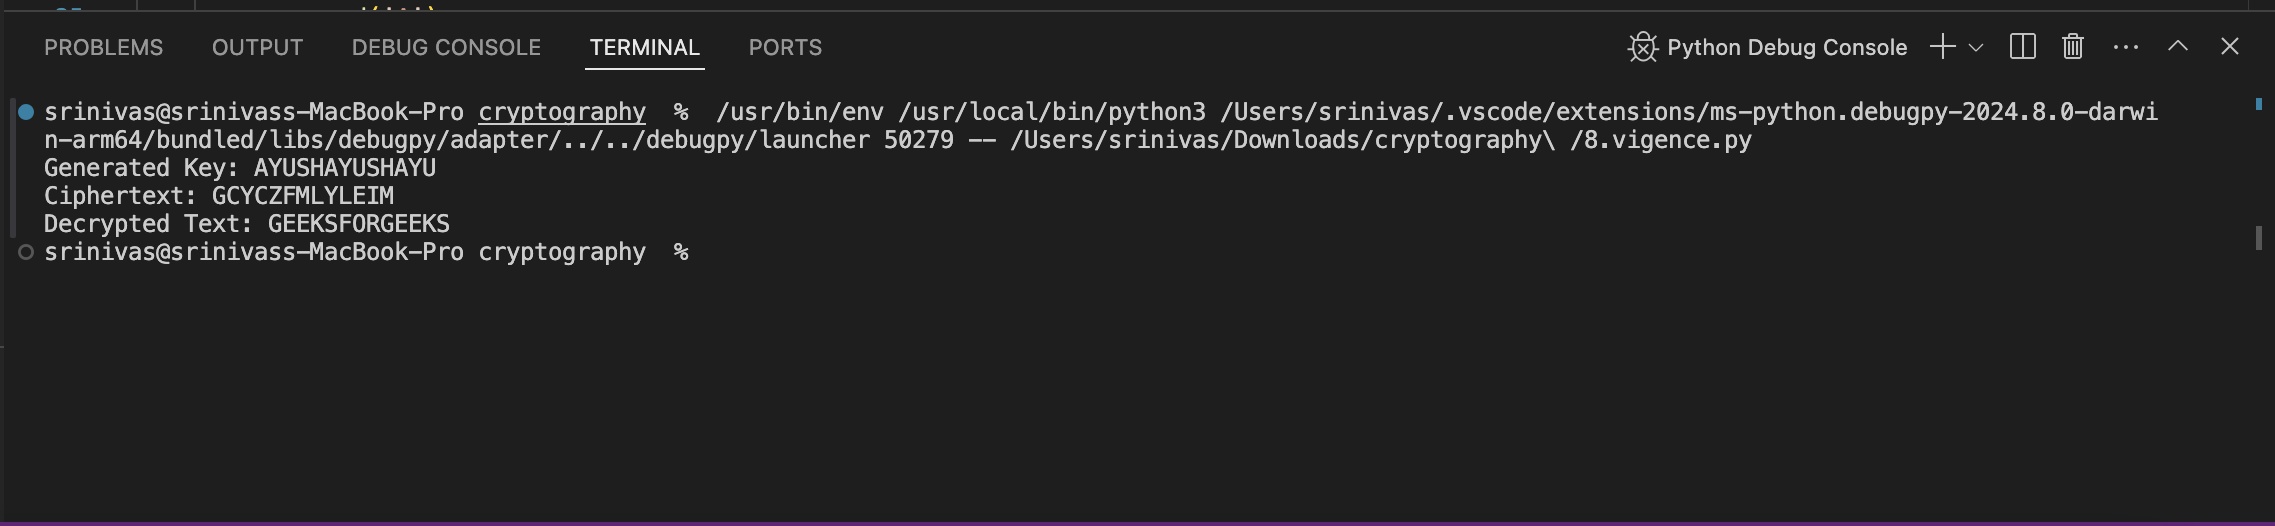 PROBLEMS OUTPUT DEBUG CONSOLE TERMINAL PORTS Python Debug Console
srinivas@srinivass-MacBook-Pro cryptography % /usr/bin/env /usr/local/bin/python3 /Users/srinivas/.vscode/extensions/ms-python.debugpy-2024.8.0-darwi
n-arm64/bundled/libs/debugpy/adapter/../../debugpy/launcher 50279 -- /Users/srinivas/Downloads/cryptography\ /8.vigence.py
Generated Key: AYUSHAYUSHAYU
Ciphertext: GCYCZFMLYLEIM
Decrypted Text: GEEKSFORGEEKS
srinivas@srinivass-MacBook-Pro cryptography %